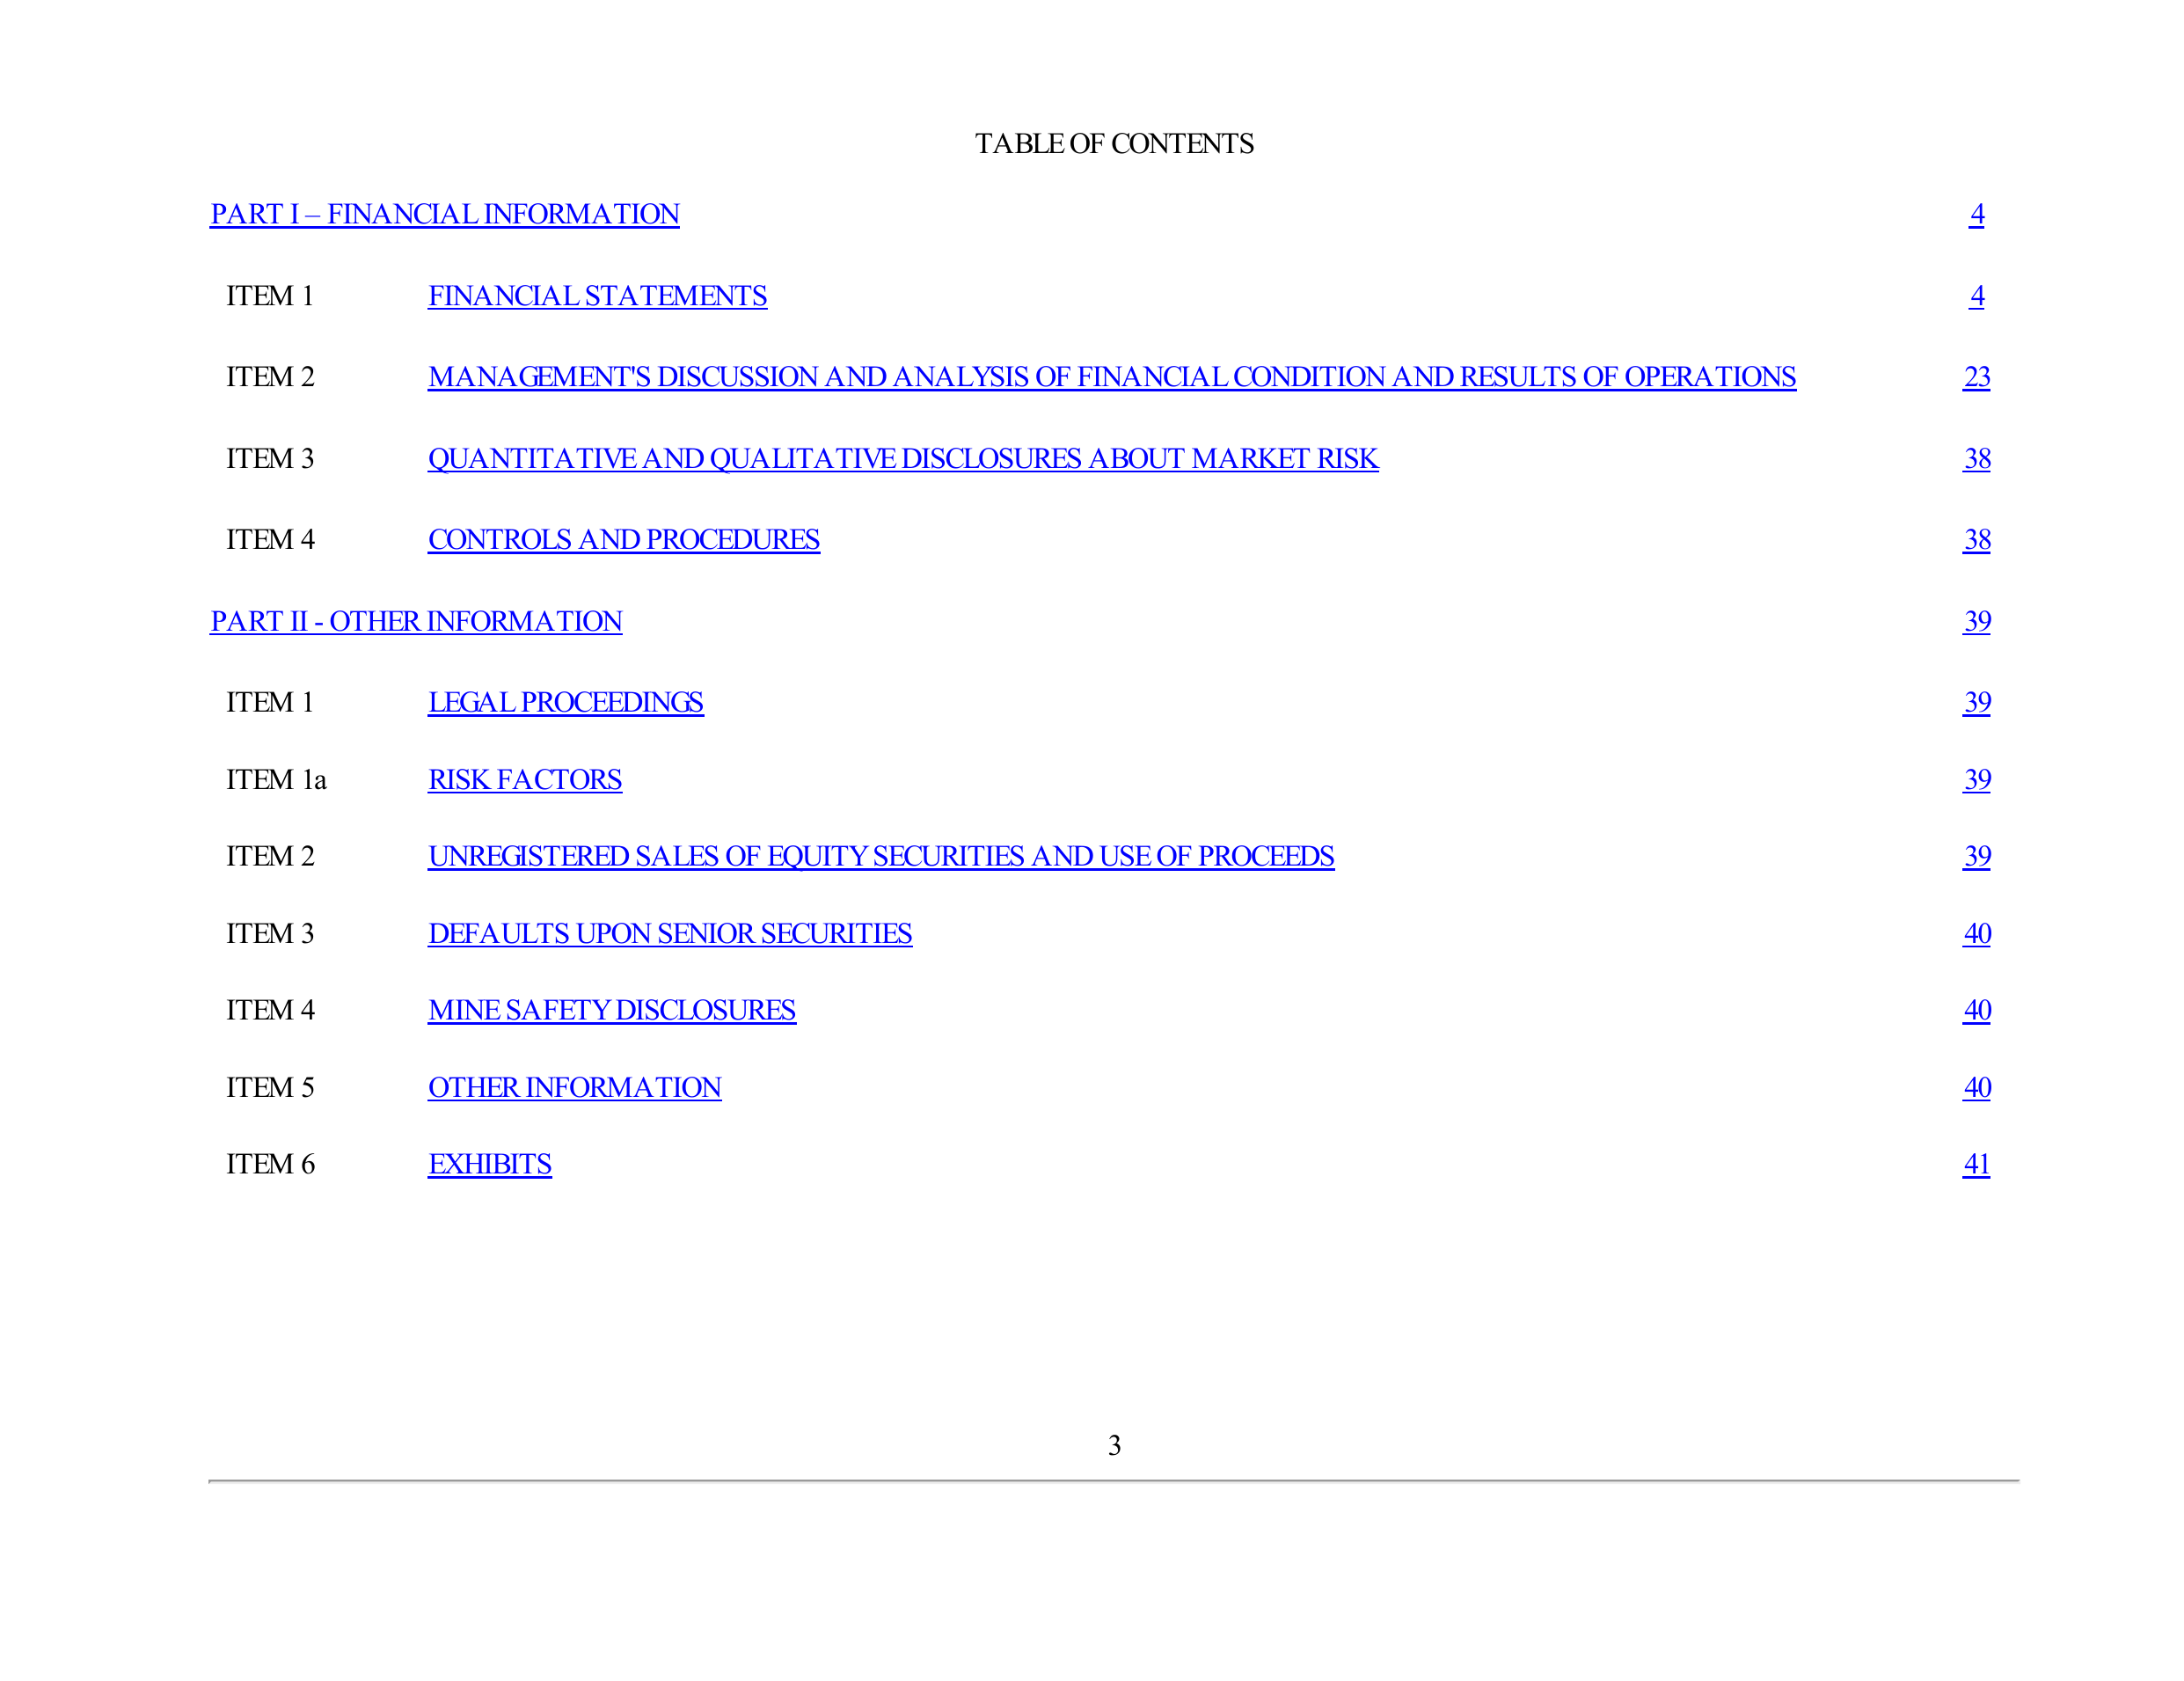 TABLE OF CONTENTS
PART I – FINANCIAL INFORMATION 4
ITEM 1 FINANCIAL STATEMENTS 4
ITEM 2 MANAGEMENT'S DISCUSSION AND ANALYSIS OF FINANCIAL CONDITION AND RESULTS OF OPERATIONS 23
ITEM 3 QUANTITATIVE AND QUALITATIVE DISCLOSURES ABOUT MARKET RISK 38
ITEM 4 CONTROLS AND PROCEDURES 38
PART II - OTHER INFORMATION 39
ITEM 1 LEGAL PROCEEDINGS 39
ITEM 1a RISK FACTORS 39
ITEM 2 UNREGISTERED SALES OF EQUITY SECURITIES AND USE OF PROCEEDS 39
ITEM 3 DEFAULTS UPON SENIOR SECURITIES 40
ITEM 4 MINE SAFETY DISCLOSURES 40
ITEM 5 OTHER INFORMATION 40
ITEM 6 EXHIBITS 41
3